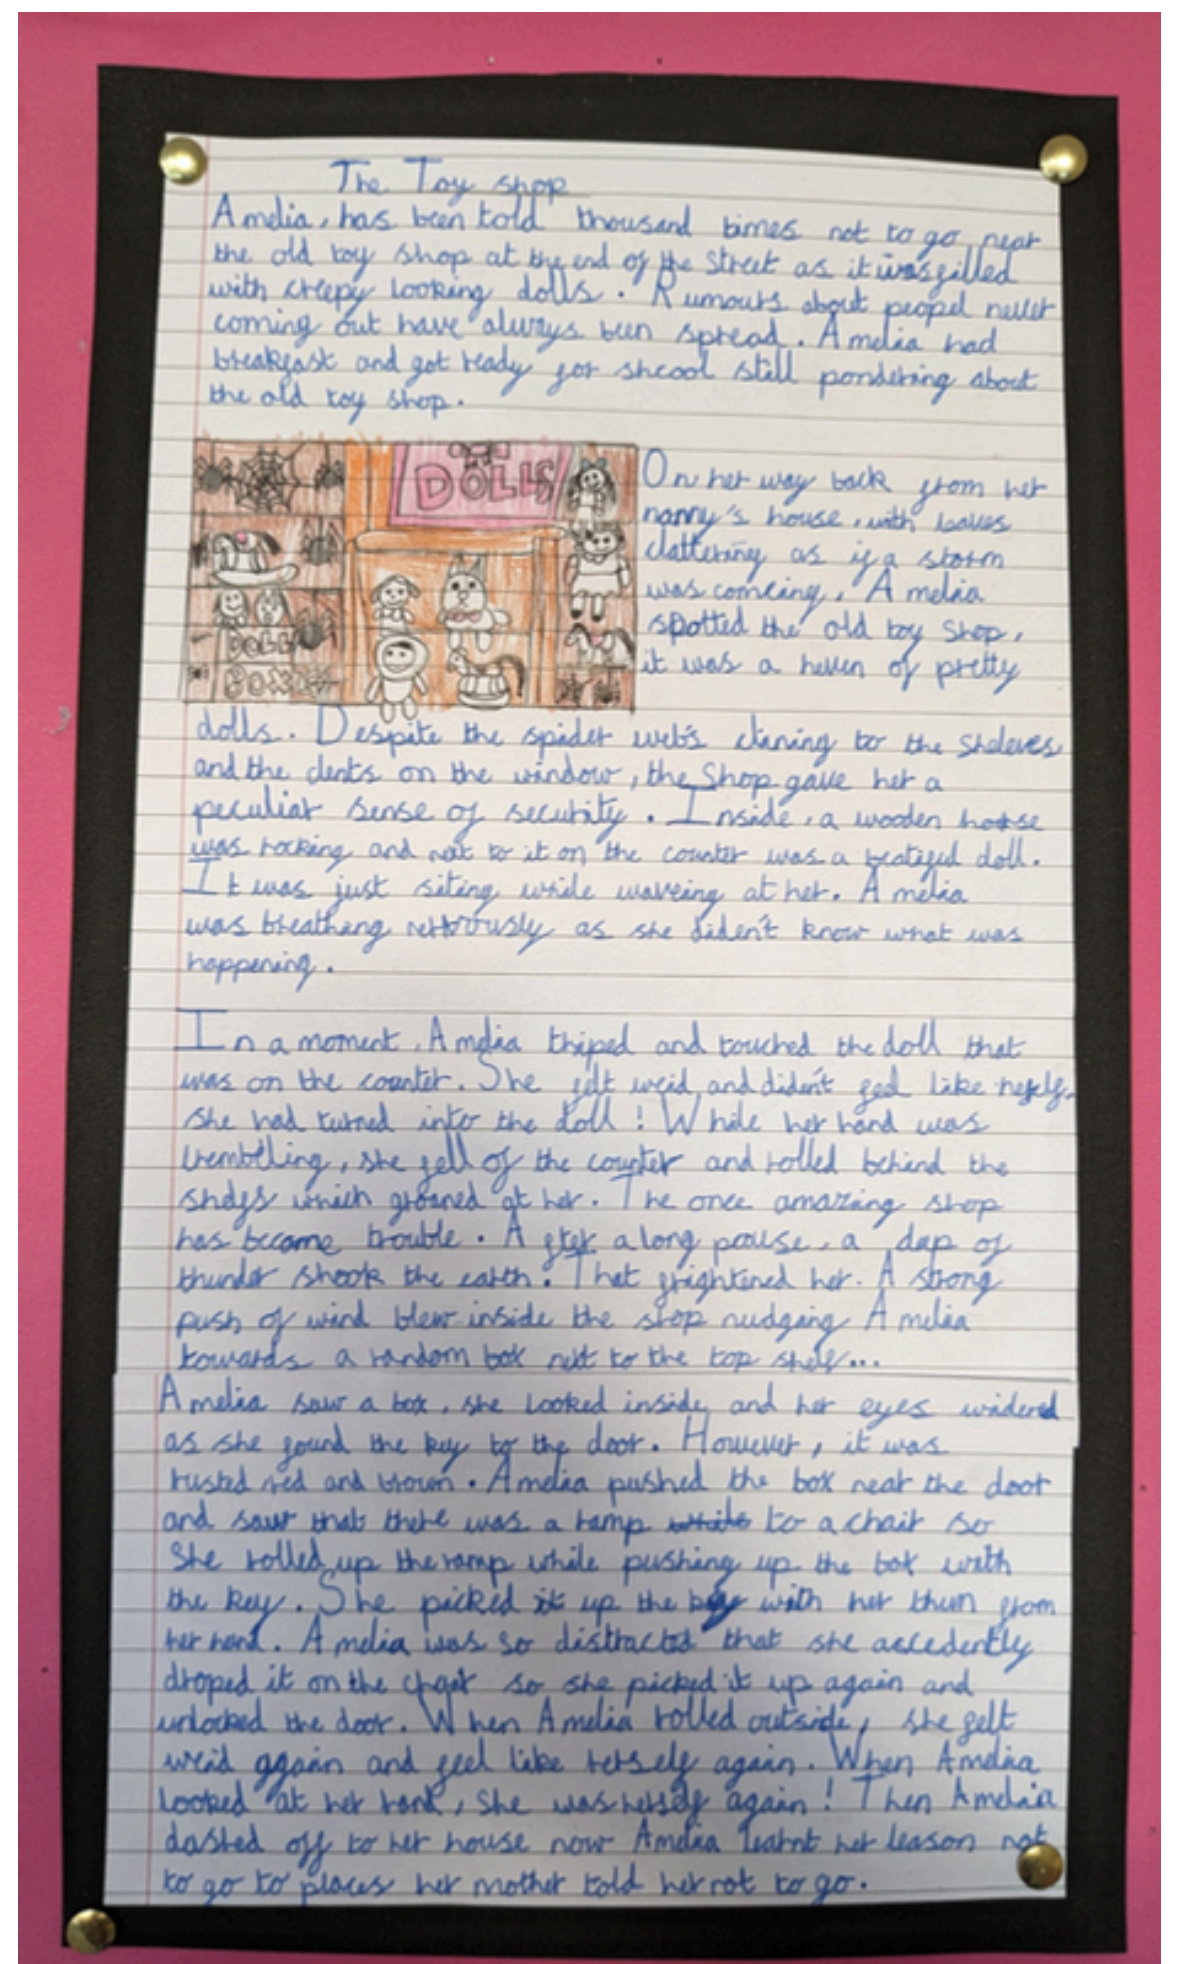 The Toy shop
Amelia, has been told thousand times not to go near
the old toy shop at the end of the street as it was filled
with creepy looking dolls. Rumours about peopel never
coming out have always been spread. Amelia had
breakfast and got ready for shcool still pondering about
the old toy shop.
DOLLS
DOLL
BOX
On her way back from her
nanny's house, with leaves
clattering as if a storm
was comeing, Amelia
spotted the old toy shop,
it was a heven of pretty
dolls. Despite the spider web's clining to the sheleves
and the dents on the window, the shop gave her a
peculiar sense of security. Inside, a wooden horse
was rocking and next to it on the counter was a beatiful doll.
It was just siting while waveing at her. Amelia
was breathing nervously as she diden't know what was
happening.
In a moment, Amelia thriped and touched the doll that
was on the counter. She felt weid and diden't feel like herself,
she had turned into the doll! While her hand was
trembling, she fell of the counter and rolled behind the
shelfs which groaned at her. The once amazing shop
has become trouble. After a long pause, a clap of
thunder shook the earth. That frightened her. A strong
push of wind blew inside the shop nudging Amelia
towards a random box next to the top shelf...
Amelia saw a box, she looked inside and her eyes widered
as she found the key to the door. However, it was
rusted red and brown. Amelia pushed the box near the door
and saw that there was a ramp to a chair so
she rolled up the ramp while pushing up the box with
the key. She picked it up the key with her thum from
her hand. Amelia was so distracted that she accedently
droped it on the chair so she picked it up again and
unlocked the door. When Amelia rolled outside, she felt
weid again and feel like herself again. When Amelia
looked at her hand, she was herself again! Then Amelia
dashed off to her house now Amelia learnt her leason not
to go to places her mother told her not to go.